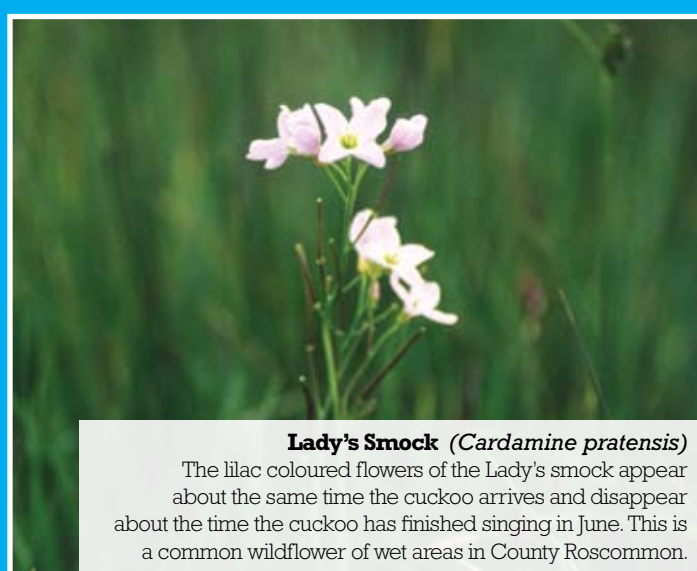 Lady's Smock (Cardamine pratensis)
The lilac coloured flowers of the Lady's smock appear
about the same time the cuckoo arrives and disappear
about the time the cuckoo has finished singing in June. This is
a common wildflower of wet areas in County Roscommon.